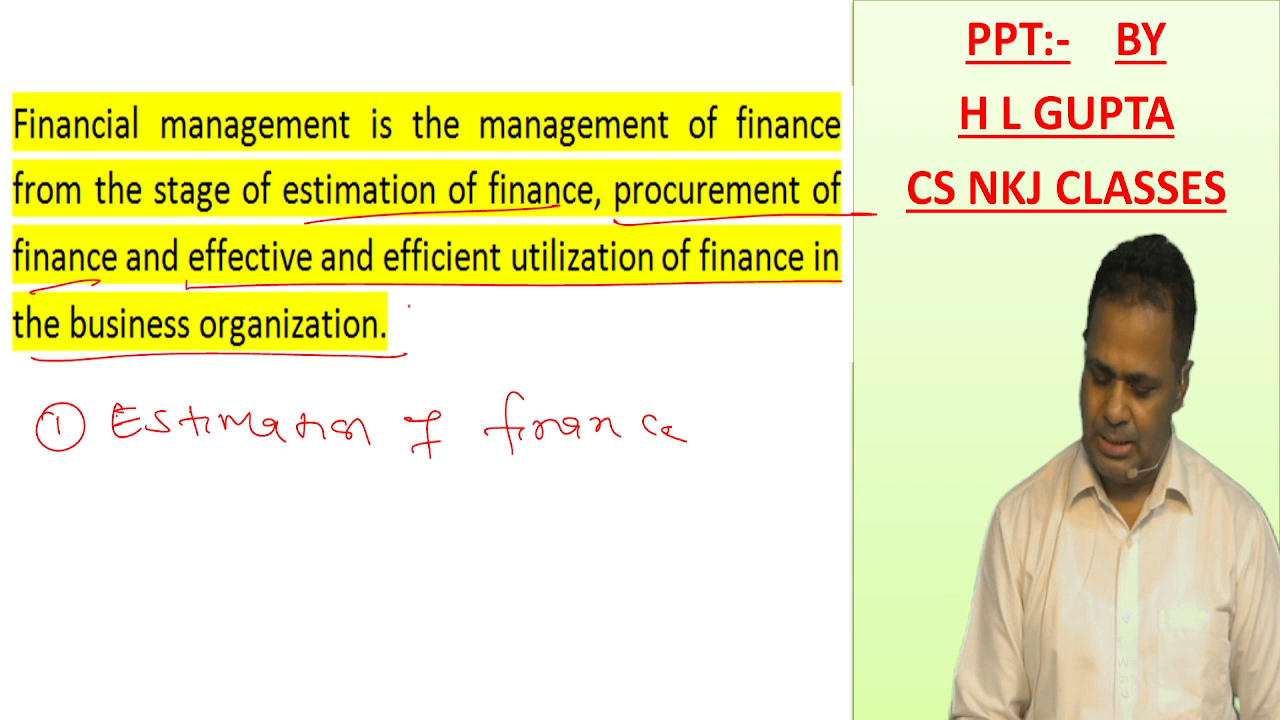 Financial management is the management of finance
from the stage of estimation of finance, procurement of
finance and effective and efficient utilization of finance in
the business organization.
① Estimation of finance
PPT:- BY
H L GUPTA
CS NKJ CLASSES